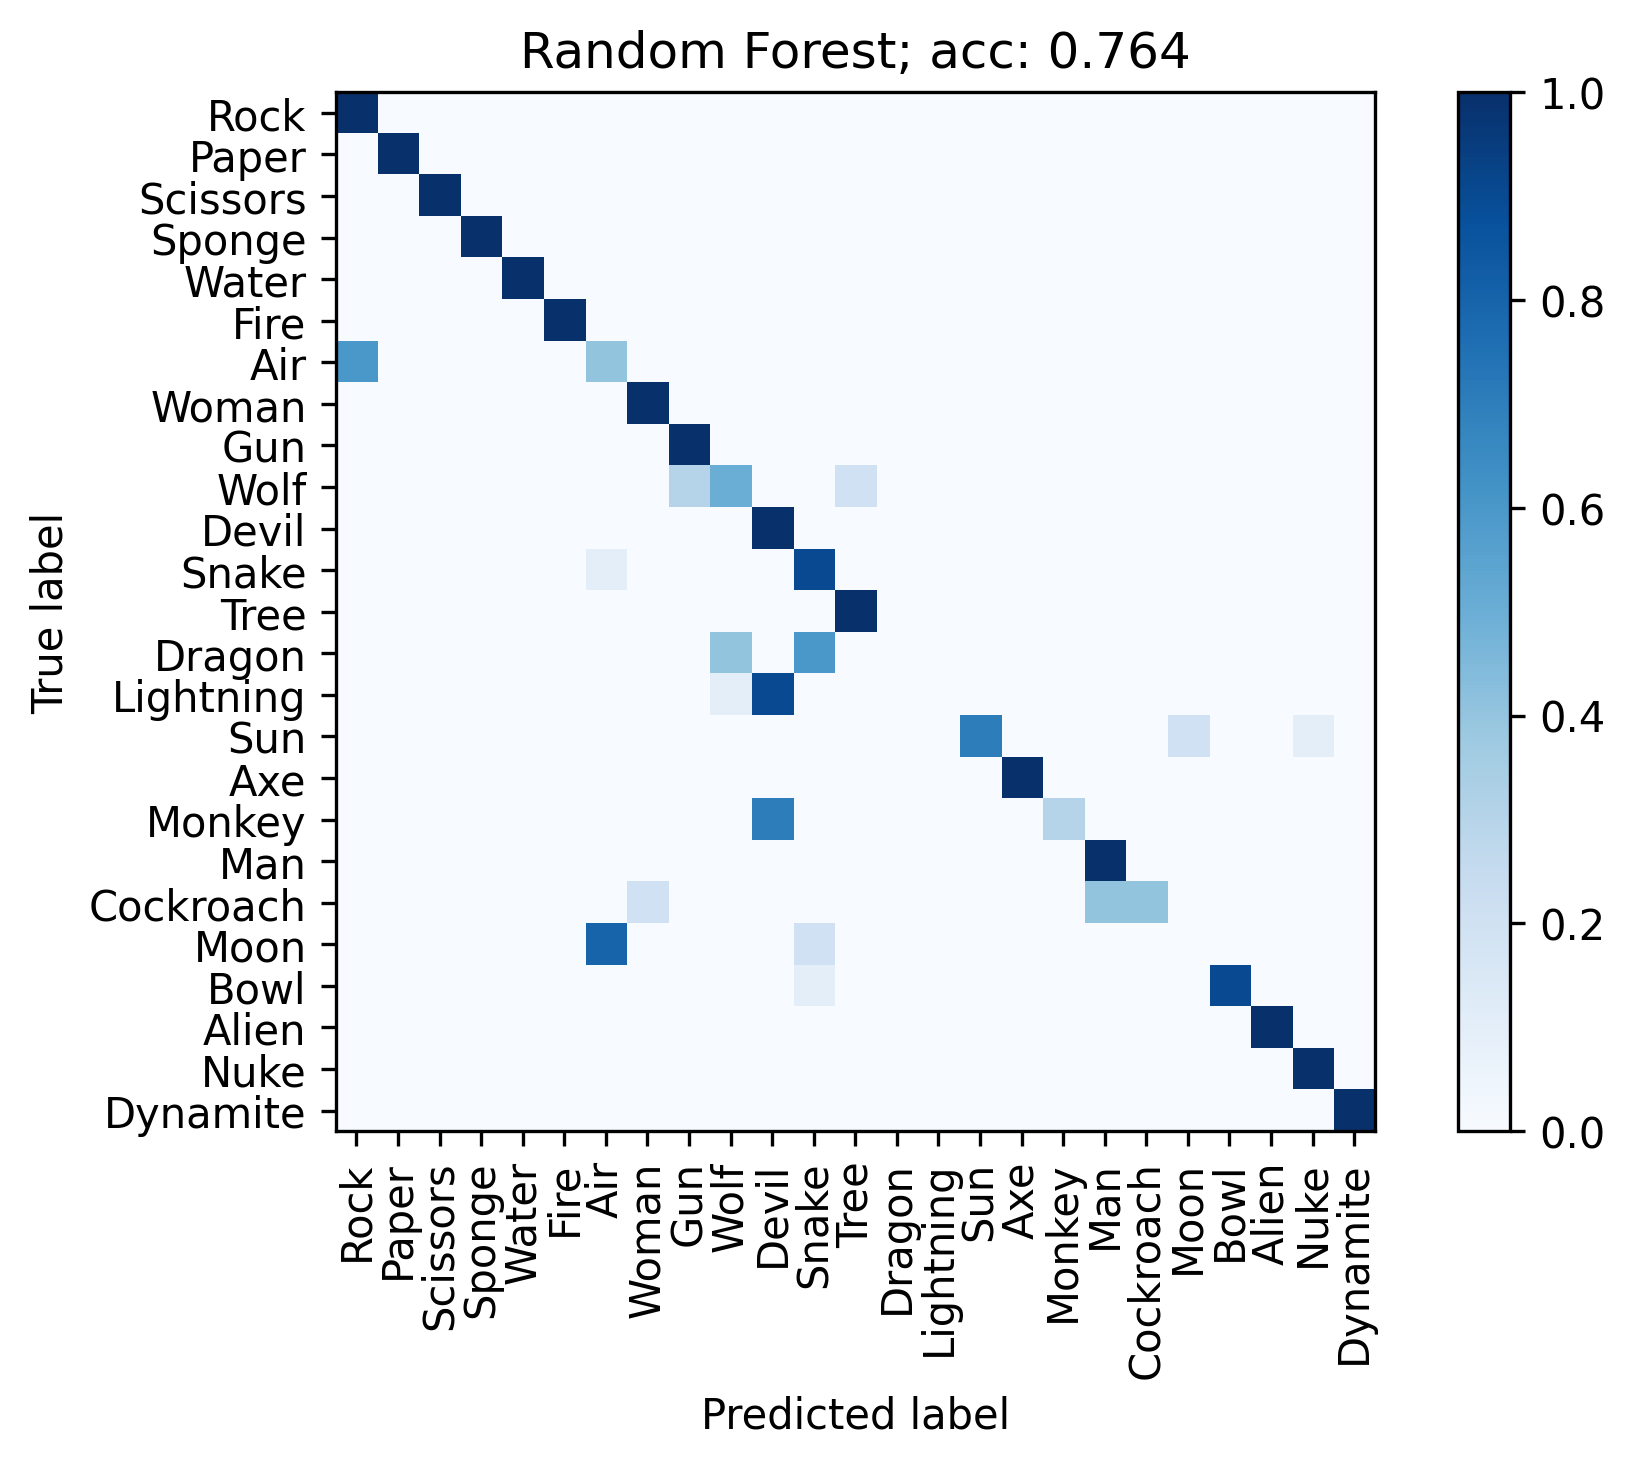 Random Forest; acc: 0.764
True label
Rock
Paper
Scissors
Sponge
Water
Fire
Air
Woman
Gun
Wolf
Devil
Snake
Tree
Dragon
Lightning
Sun
Axe
Monkey
Man
Cockroach
Moon
Bowl
Alien
Nuke
Dynamite
Rock
Paper
Scissors
Sponge
Water
Fire
Air
Woman
Gun
Wolf
Devil
Snake
Tree
Dragon
Lightning
Sun
Axe
Monkey
Man
Cockroach
Moon
Bowl
Alien
Nuke
Dynamite
Predicted label
1.0
0.8
0.6
0.4
0.2
0.0